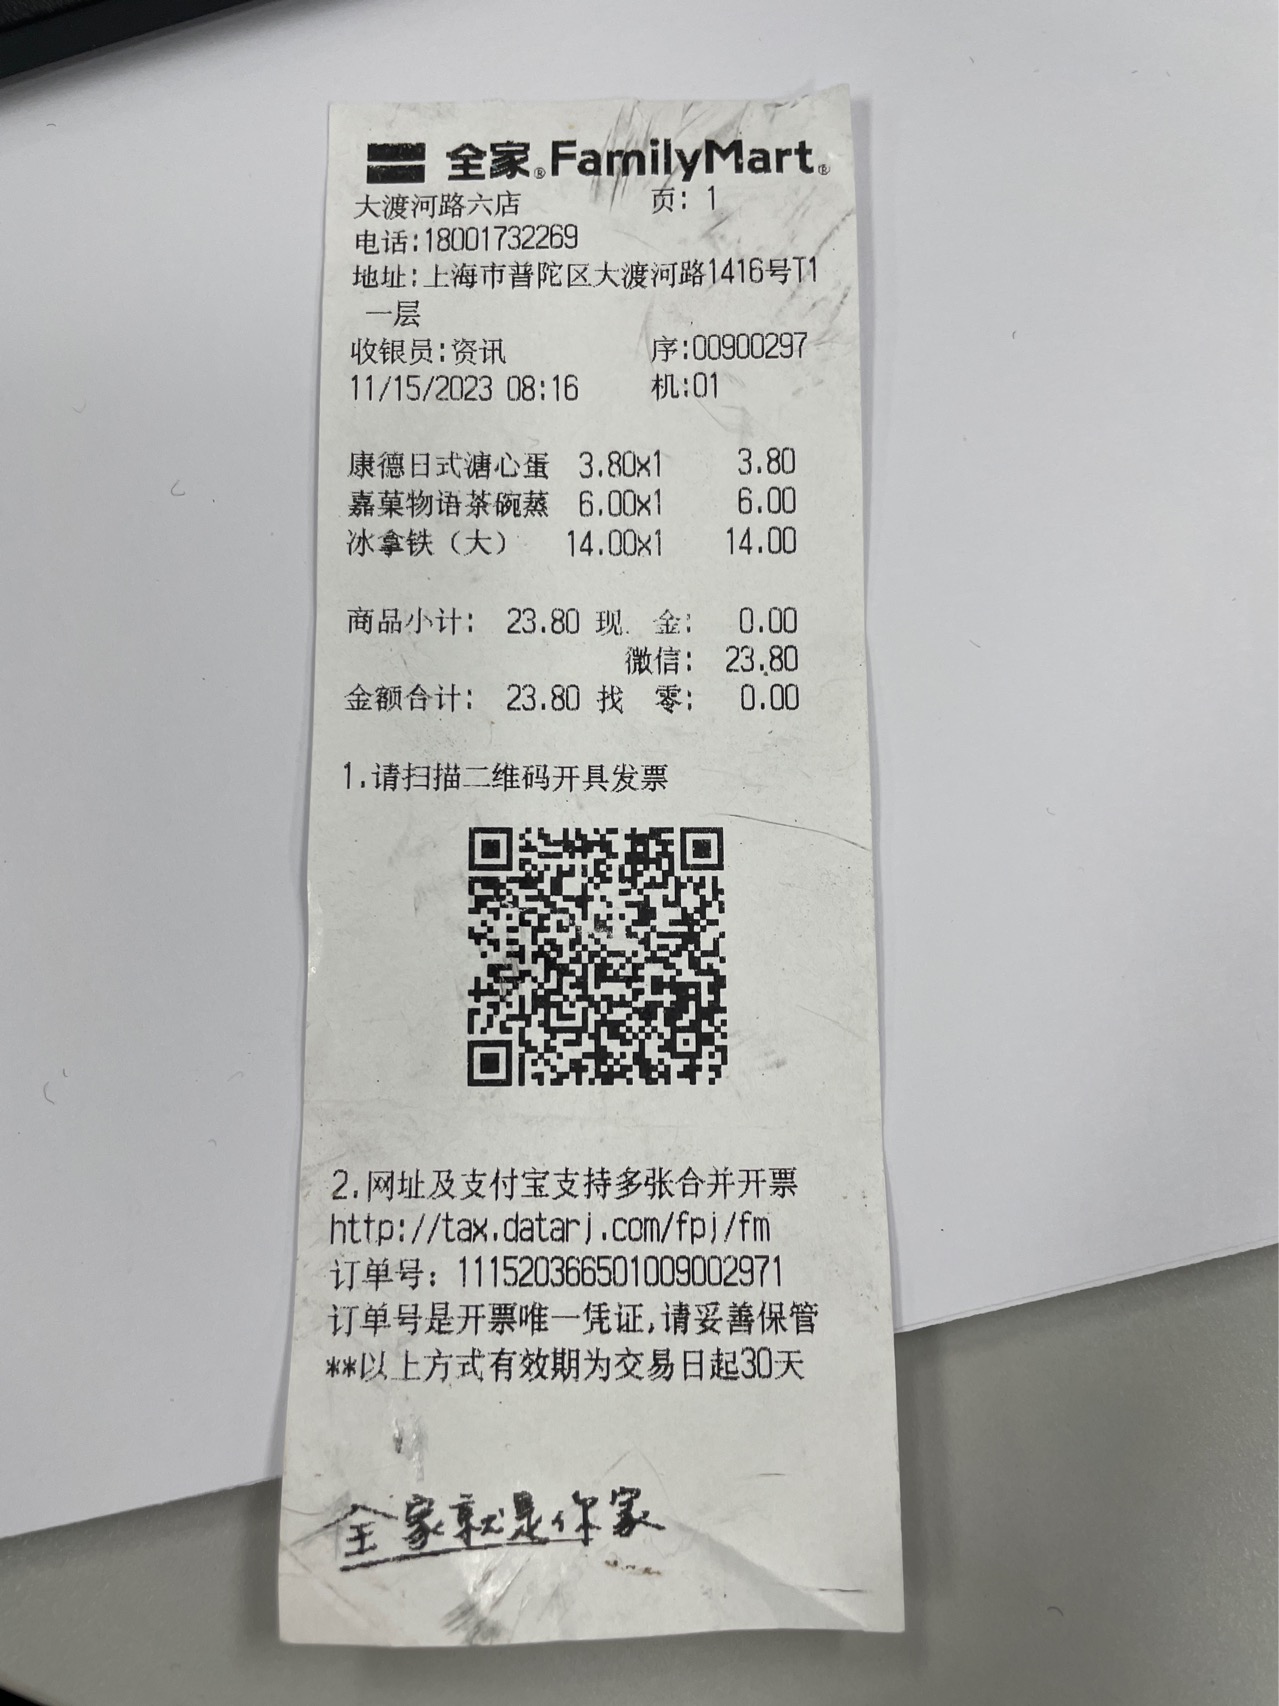 全家®FamilyMart®
大渡河路六店 页: 1
电话:18001732269
地址:上海市普陀区大渡河路1416号T1
一层
收银员:资讯 序:00900297
11/15/2023 08:16 机:01
康德日式溏心蛋 3.80x1 3.80
嘉菓物语茶碗蒸 6.00x1 6.00
冰拿铁（大） 14.00x1 14.00
商品小计: 23.80 现 金: 0.00
微信: 23.80
金额合计: 23.80 找 零: 0.00
1.请扫描二维码开具发票
2.网址及支付宝支持多张合并开票
http://tax.datarj.com/fpj/fm
订单号: 111520366501009002971
订单号是开票唯一凭证,请妥善保管
**以上方式有效期为交易日起30天
全家就是你家